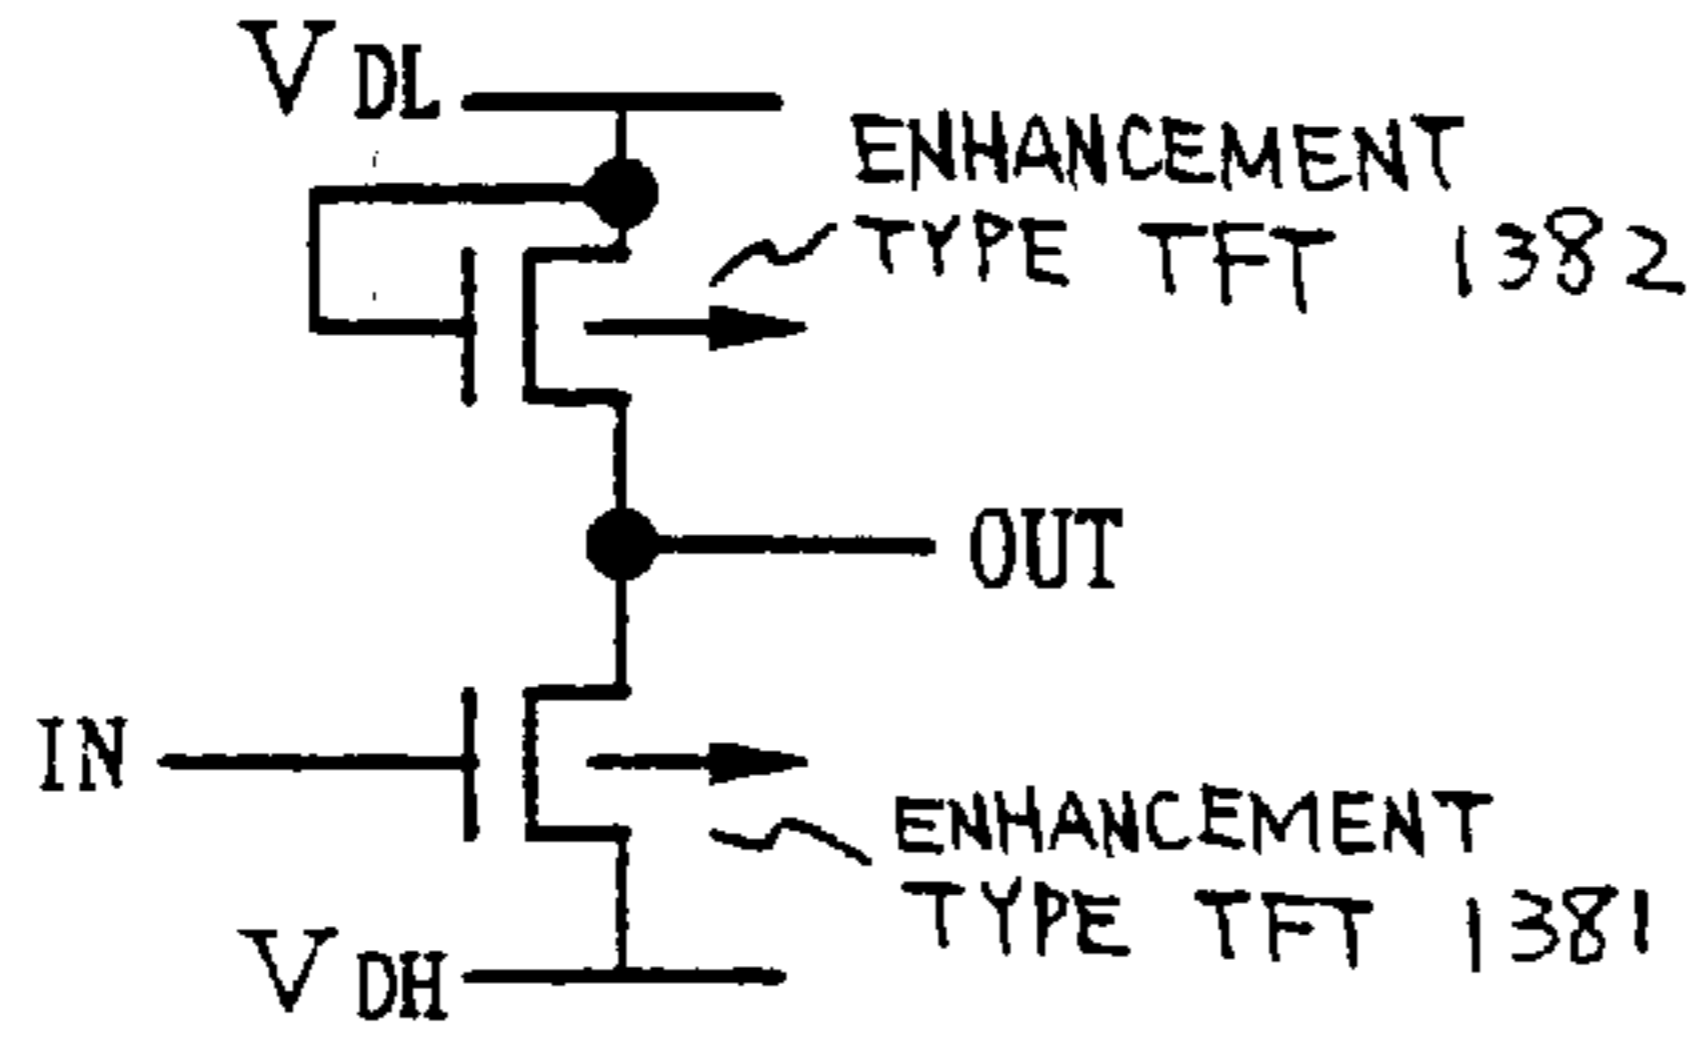 VDL
ENHANCEMENT
TYPE TFT 1382
OUT
IN
ENHANCEMENT
TYPE TFT 1381
VDH